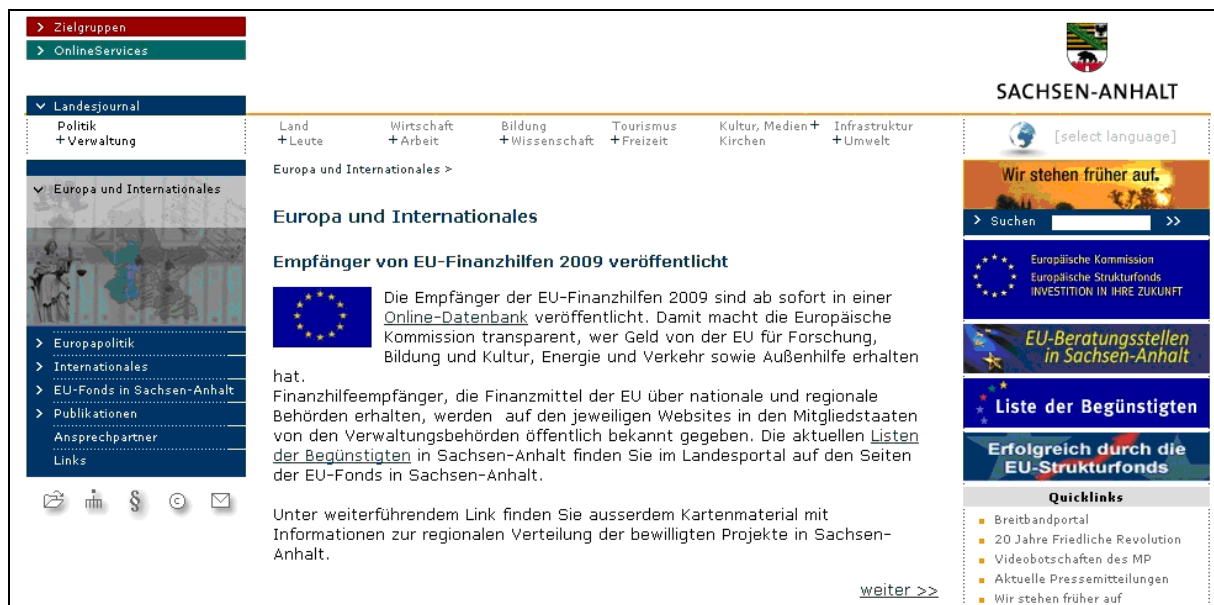 > Zielgruppen
> OnlineServices
SACHSEN-ANHALT
Landesjournal
Politik
+Verwaltung
Land
+Leute
Wirtschaft
+Arbeit
Bildung
+Wissenschaft
Tourismus
+Freizeit
Kultur, Medien+
Kirchen
Infrastruktur
+Umwelt
[select language]
Europa und Internationales
Europapolitik
Internationales
EU-Fonds in Sachsen-Anhalt
Publikationen
Ansprechpartner
Links
§
©
Europa und Internationales >
Europa und Internationales
Empfänger von EU-Finanzhilfen 2009 veröffentlicht
Die Empfänger der EU-Finanzhilfen 2009 sind ab sofort in einer
Online-Datenbank veröffentlicht. Damit macht die Europäische
Kommission transparent, wer Geld von der EU für Forschung,
Bildung und Kultur, Energie und Verkehr sowie Außenhilfe erhalten
hat.
Finanzhilfeempfänger, die Finanzmittel der EU über nationale und regionale
Behörden erhalten, werden auf den jeweiligen Websites in den Mitgliedstaaten
von den Verwaltungsbehörden öffentlich bekannt gegeben. Die aktuellen Listen
der Begünstigten in Sachsen-Anhalt finden Sie im Landesportal auf den Seiten
der EU-Fonds in Sachsen-Anhalt.
Unter weiterführendem Link finden Sie ausserdem Kartenmaterial mit
Informationen zur regionalen Verteilung der bewilligten Projekte in Sachsen-
Anhalt.
weiter >>
Wir stehen früher auf.
> Suchen >>
Europäische Kommission
Europäische Strukturfonds
INVESTITION IN IHRE ZUKUNFT
EU-Beratungsstellen
in Sachsen-Anhalt
Liste der Begünstigten
Erfolgreich durch die
EU-Strukturfonds
Quicklinks
Breitbandportal
20 Jahre Friedliche Revolution
Videobotschaften des MP
Aktuelle Pressemitteilungen
Wir stehen früher auf